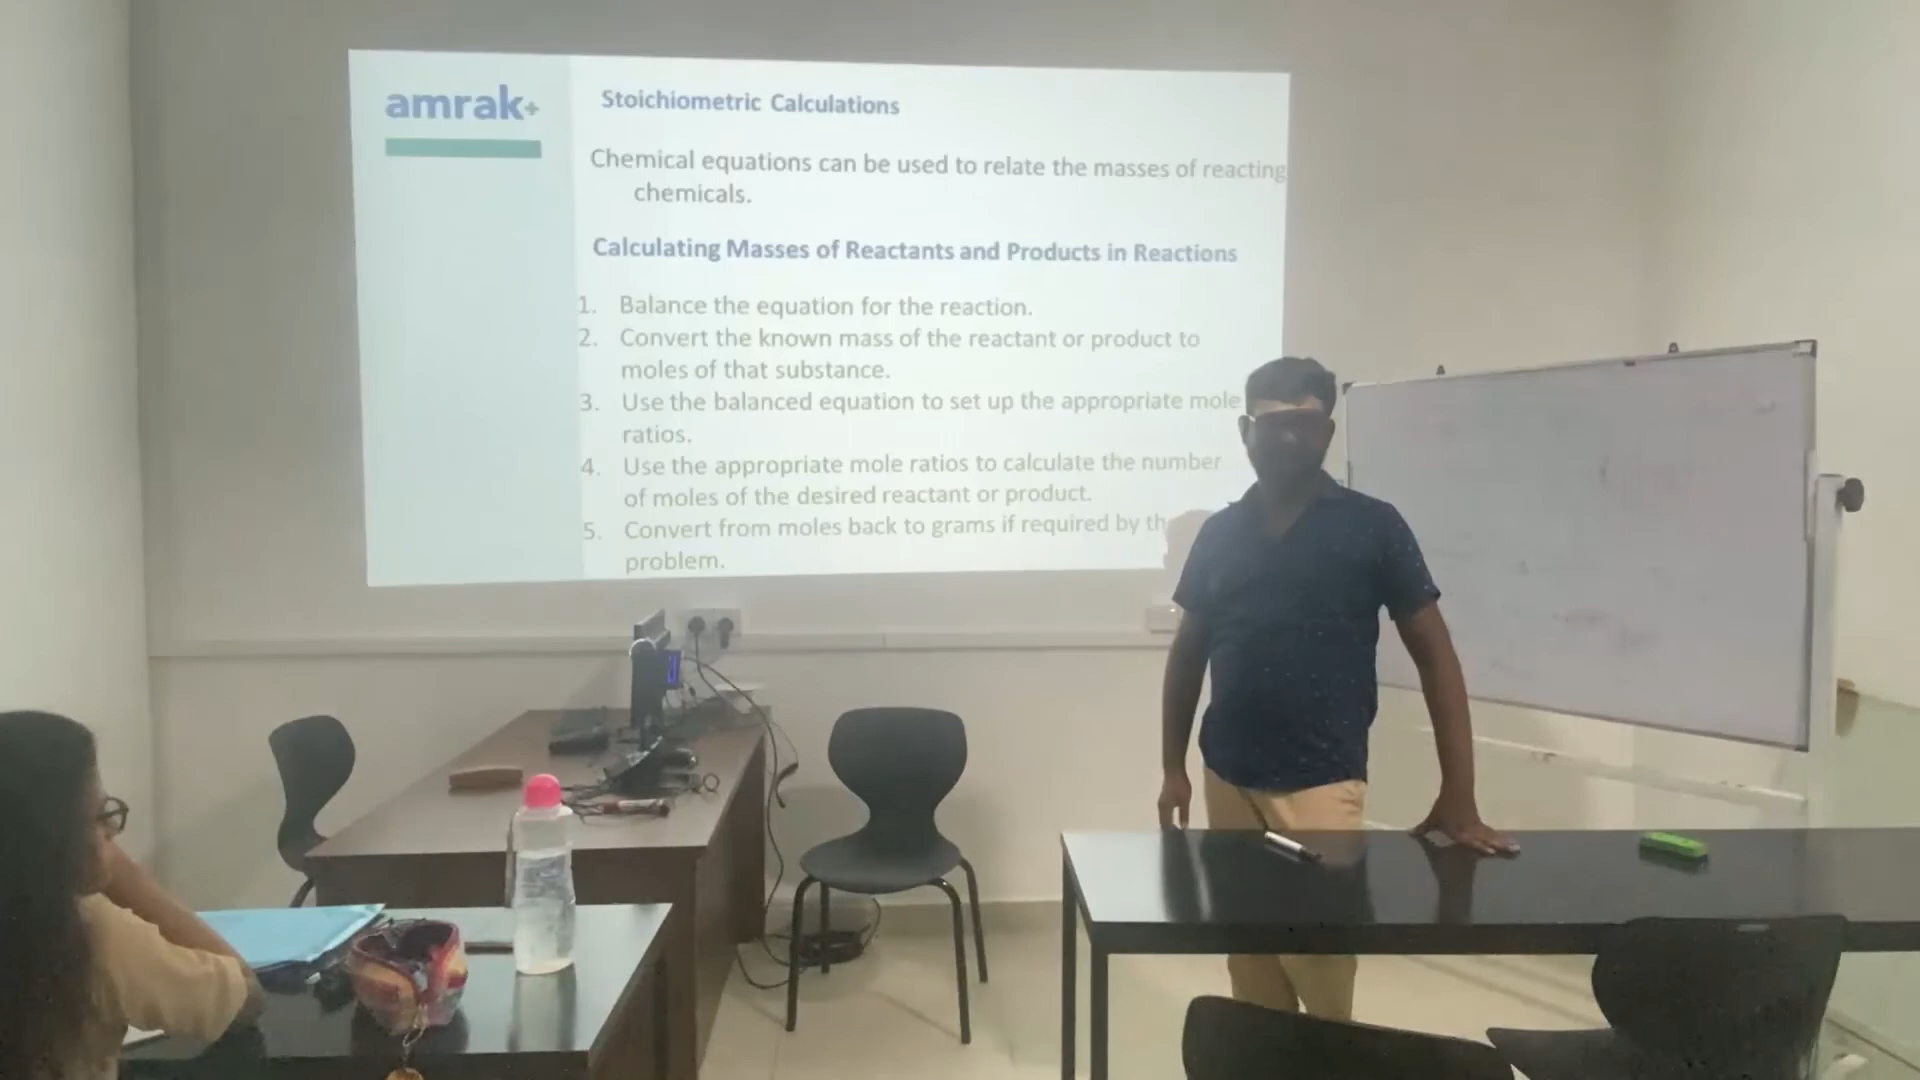 amrak+
Stoichiometric Calculations
Chemical equations can be used to relate the masses of reacting
chemicals.
Calculating Masses of Reactants and Products in Reactions
1. Balance the equation for the reaction.
2. Convert the known mass of the reactant or product to
moles of that substance.
3. Use the balanced equation to set up the appropriate mole
ratios.
4. Use the appropriate mole ratios to calculate the number
of moles of the desired reactant or product.
5. Convert from moles back to grams if required by th
problem.